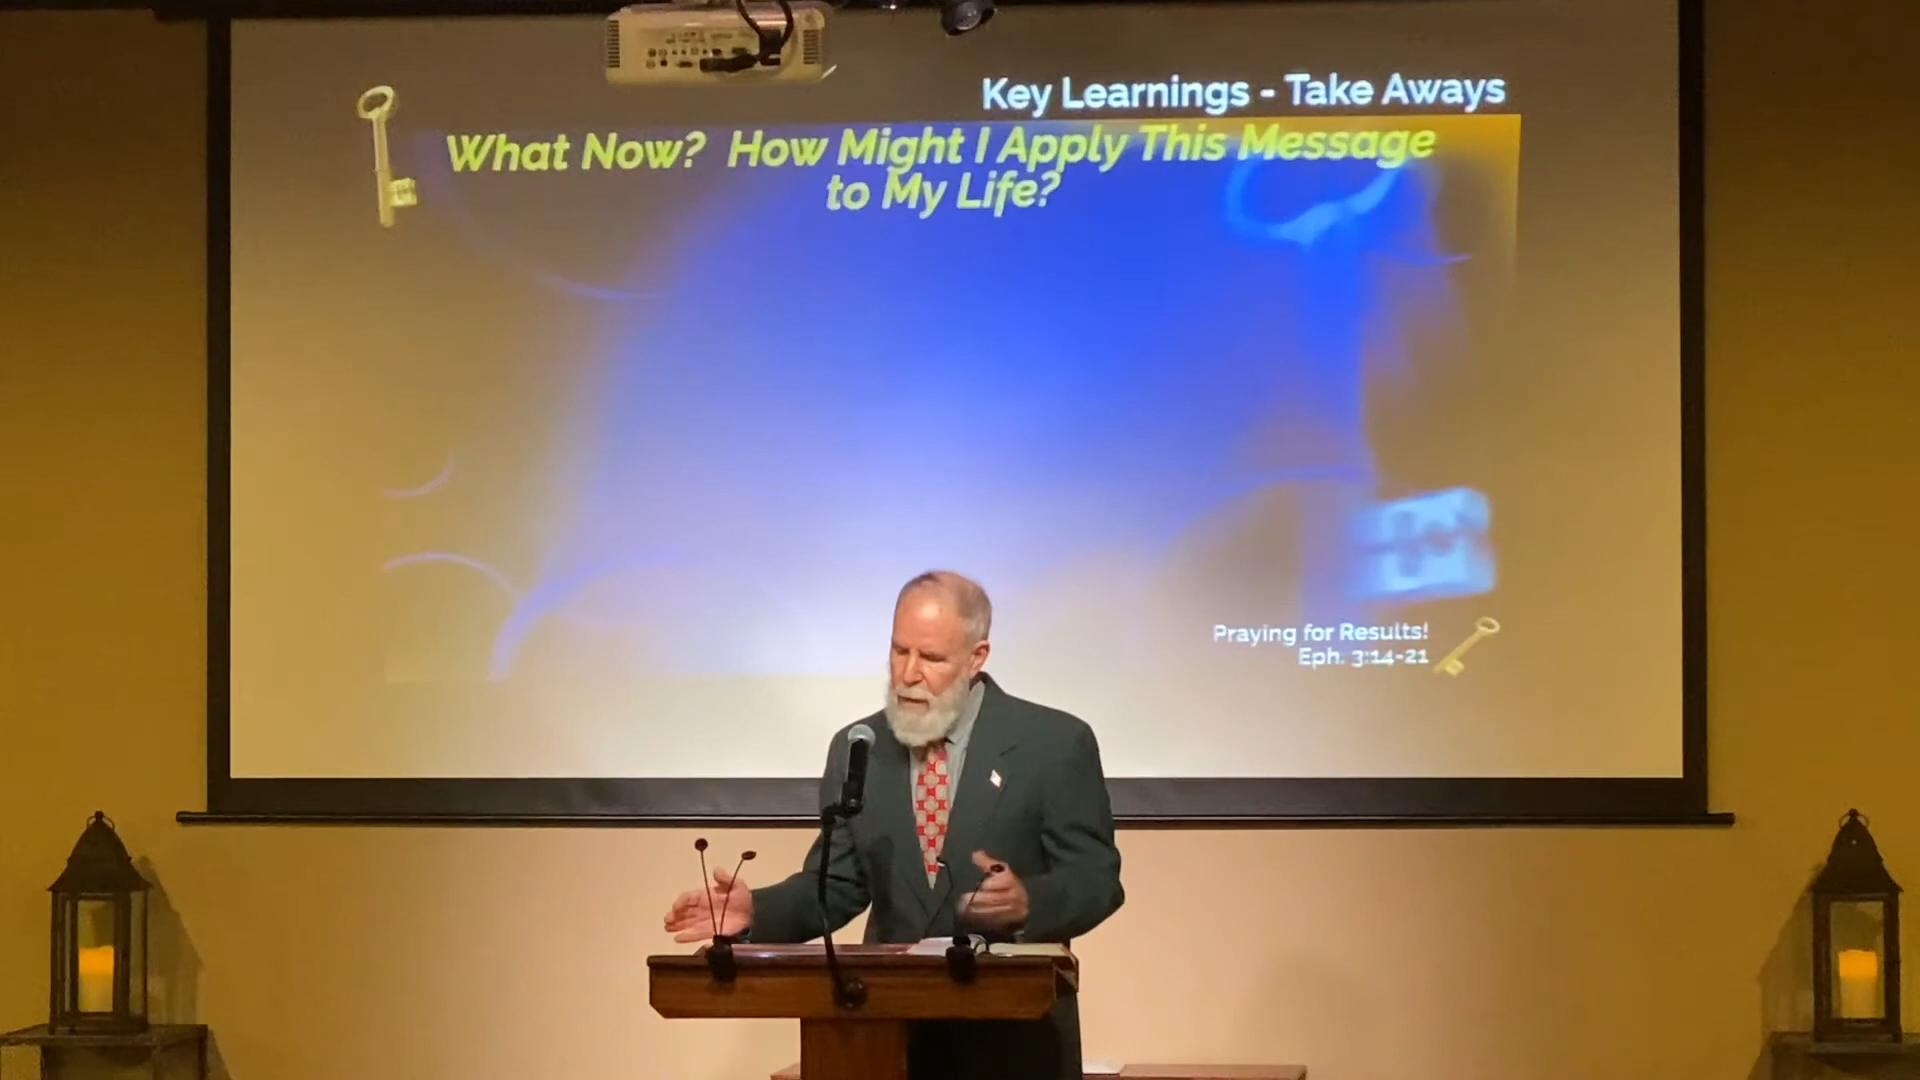 Key Learnings - Take Aways
What Now? How Might I Apply This Message
to My Life?
Praying for Results!
Eph. 3:14-21